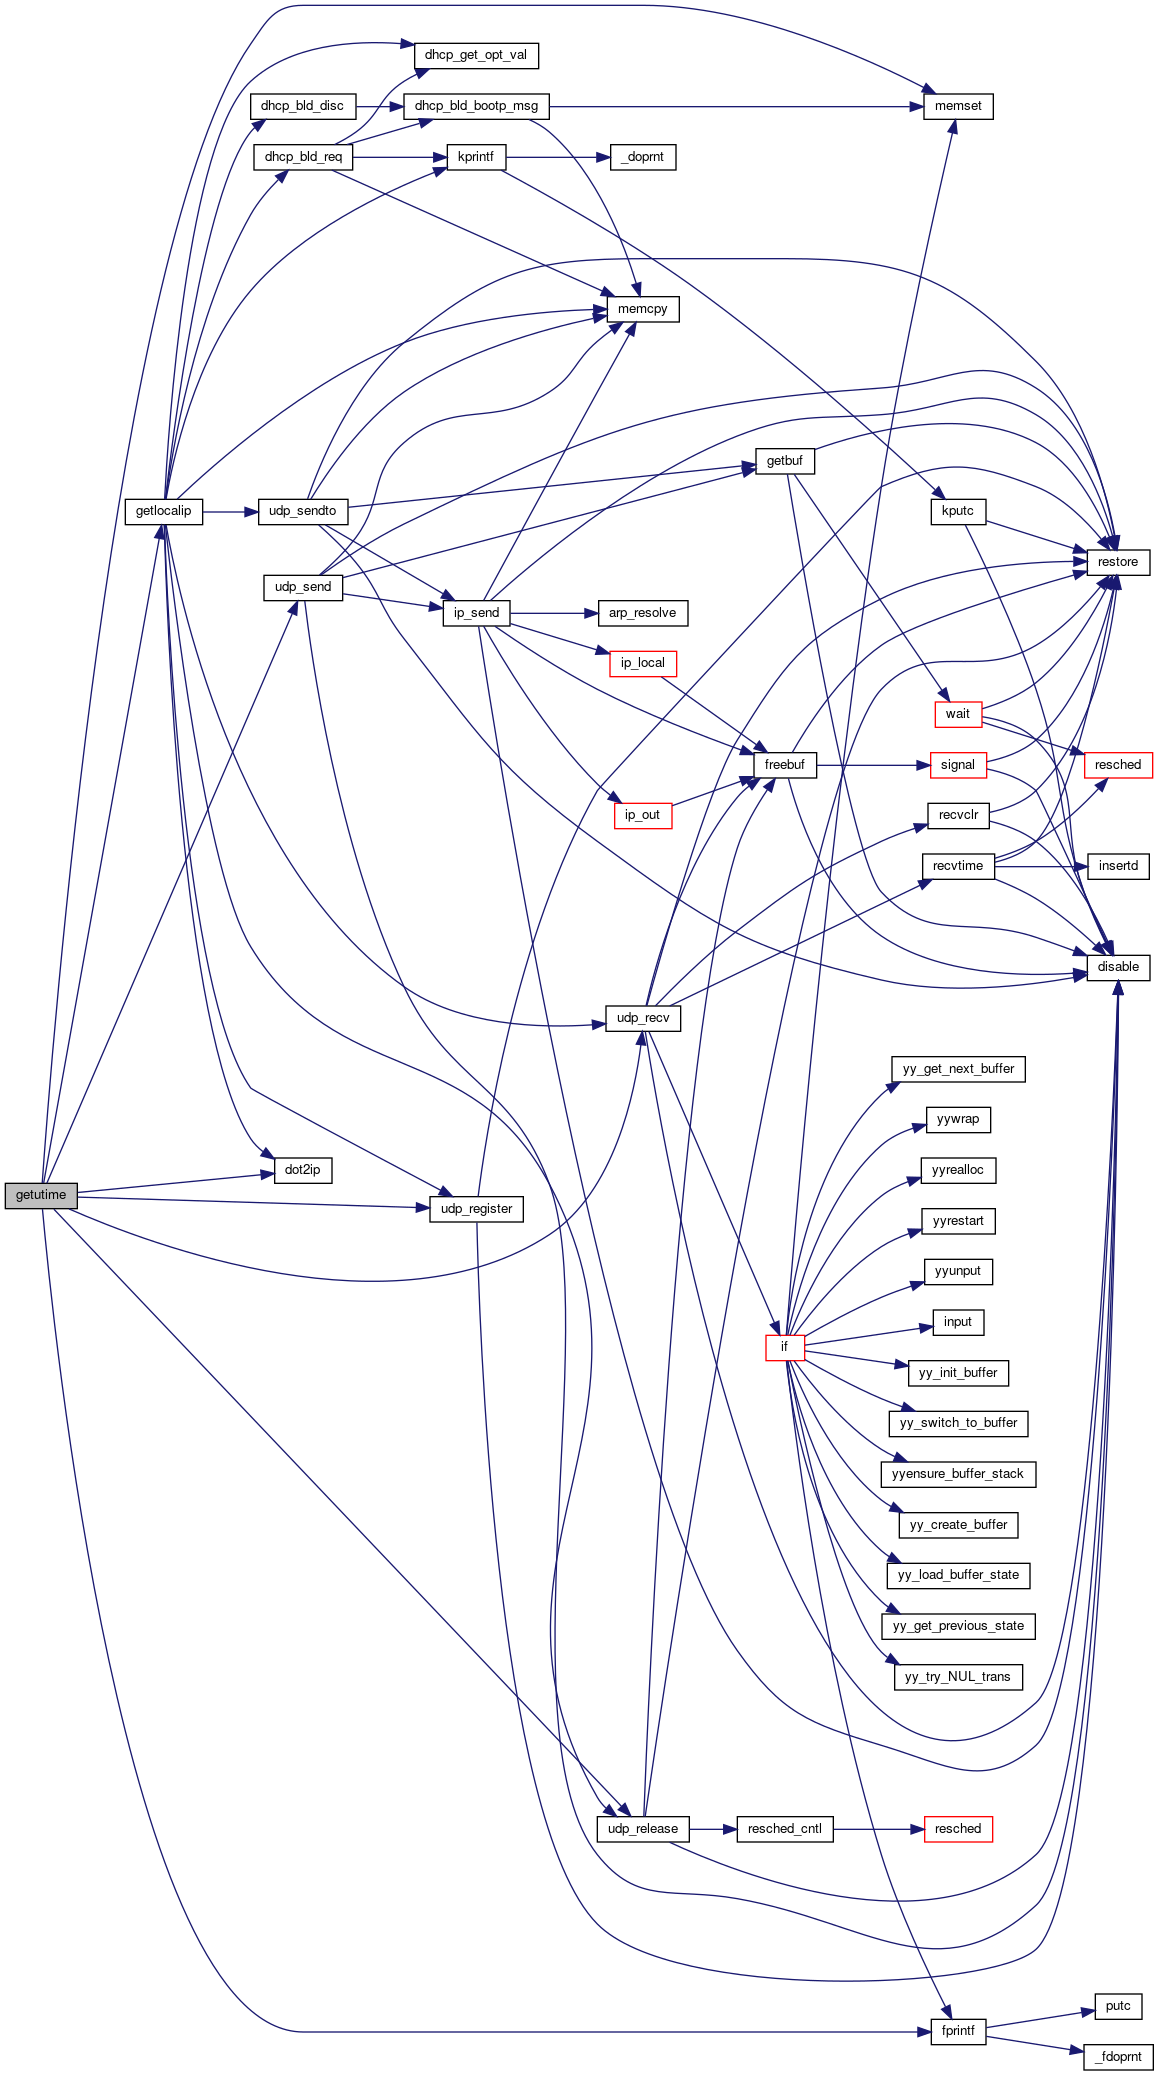 dhcp_get_opt_val
dhcp_bld_disc
dhcp_bld_bootp_msg
memset
dhcp_bld_req
kprintf
_doprnt
memcpy
getbuf
getlocalip
udp_sendto
kputc
restore
udp_send
ip_send
arp_resolve
ip_local
wait
freebuf
signal
resched
ip_out
recvclr
recvtime
insertd
disable
udp_recv
yy_get_next_buffer
yywrap
dot2ip
yyrealloc
getutime
udp_register
yyrestart
yyunput
input
if
yy_init_buffer
yy_switch_to_buffer
yyensure_buffer_stack
yy_create_buffer
yy_load_buffer_state
yy_get_previous_state
yy_try_NUL_trans
udp_release
resched_cntl
resched
putc
fprintf
_fdoprnt